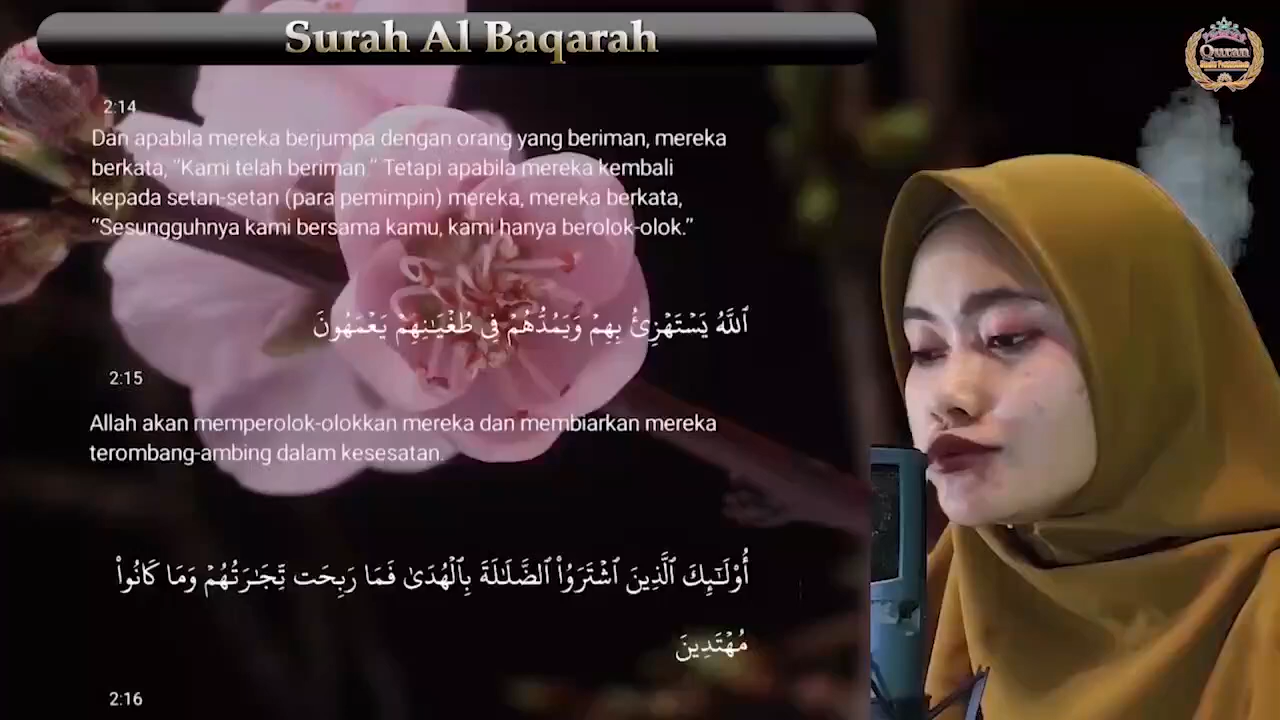 Surah Al Baqarah
Quran
2:14
Dan apabila mereka berjumpa dengan orang yang beriman, mereka
berkata, “Kami telah beriman.” Tetapi apabila mereka kembali
kepada setan-setan (para pemimpin) mereka, mereka berkata,
“Sesungguhnya kami bersama kamu, kami hanya berolok-olok.”
ٱللَّهُ يَسْتَهْزِئُ بِهِمْ وَيَمُدُّهُمْ فِى طُغْيَـٰنِهِمْ يَعْمَهُونَ
2:15
Allah akan memperolok-olokkan mereka dan membiarkan mereka
terombang-ambing dalam kesesatan.
أُو۟لَـٰٓئِكَ ٱلَّذِينَ ٱشْتَرَوُا۟ ٱلضَّلَـٰلَةَ بِٱلْهُدَىٰ فَمَا رَبِحَت تِّجَـٰرَتُهُمْ وَمَا كَانُوا۟
مُهْتَدِينَ
2:16